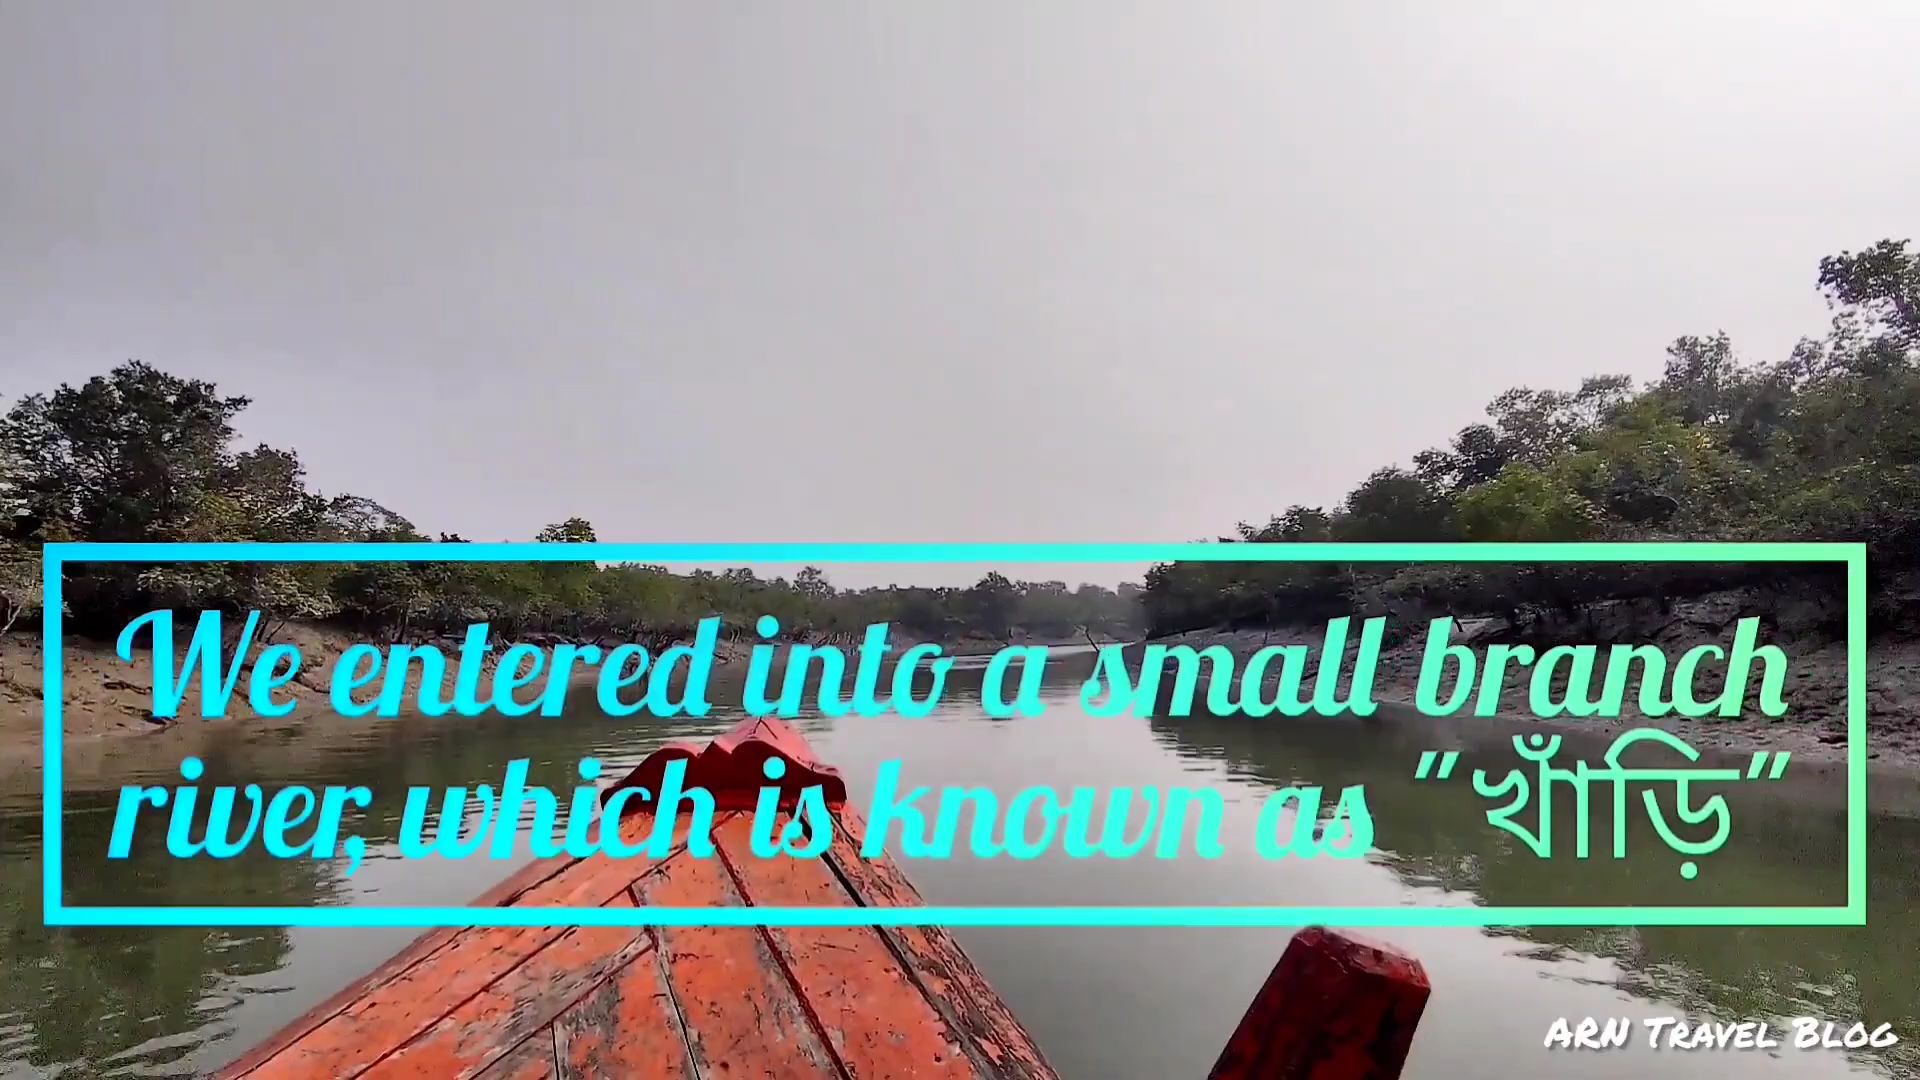 We entered into a small branch
river, which is known as "খাঁড়ি"
ARN Travel Blog